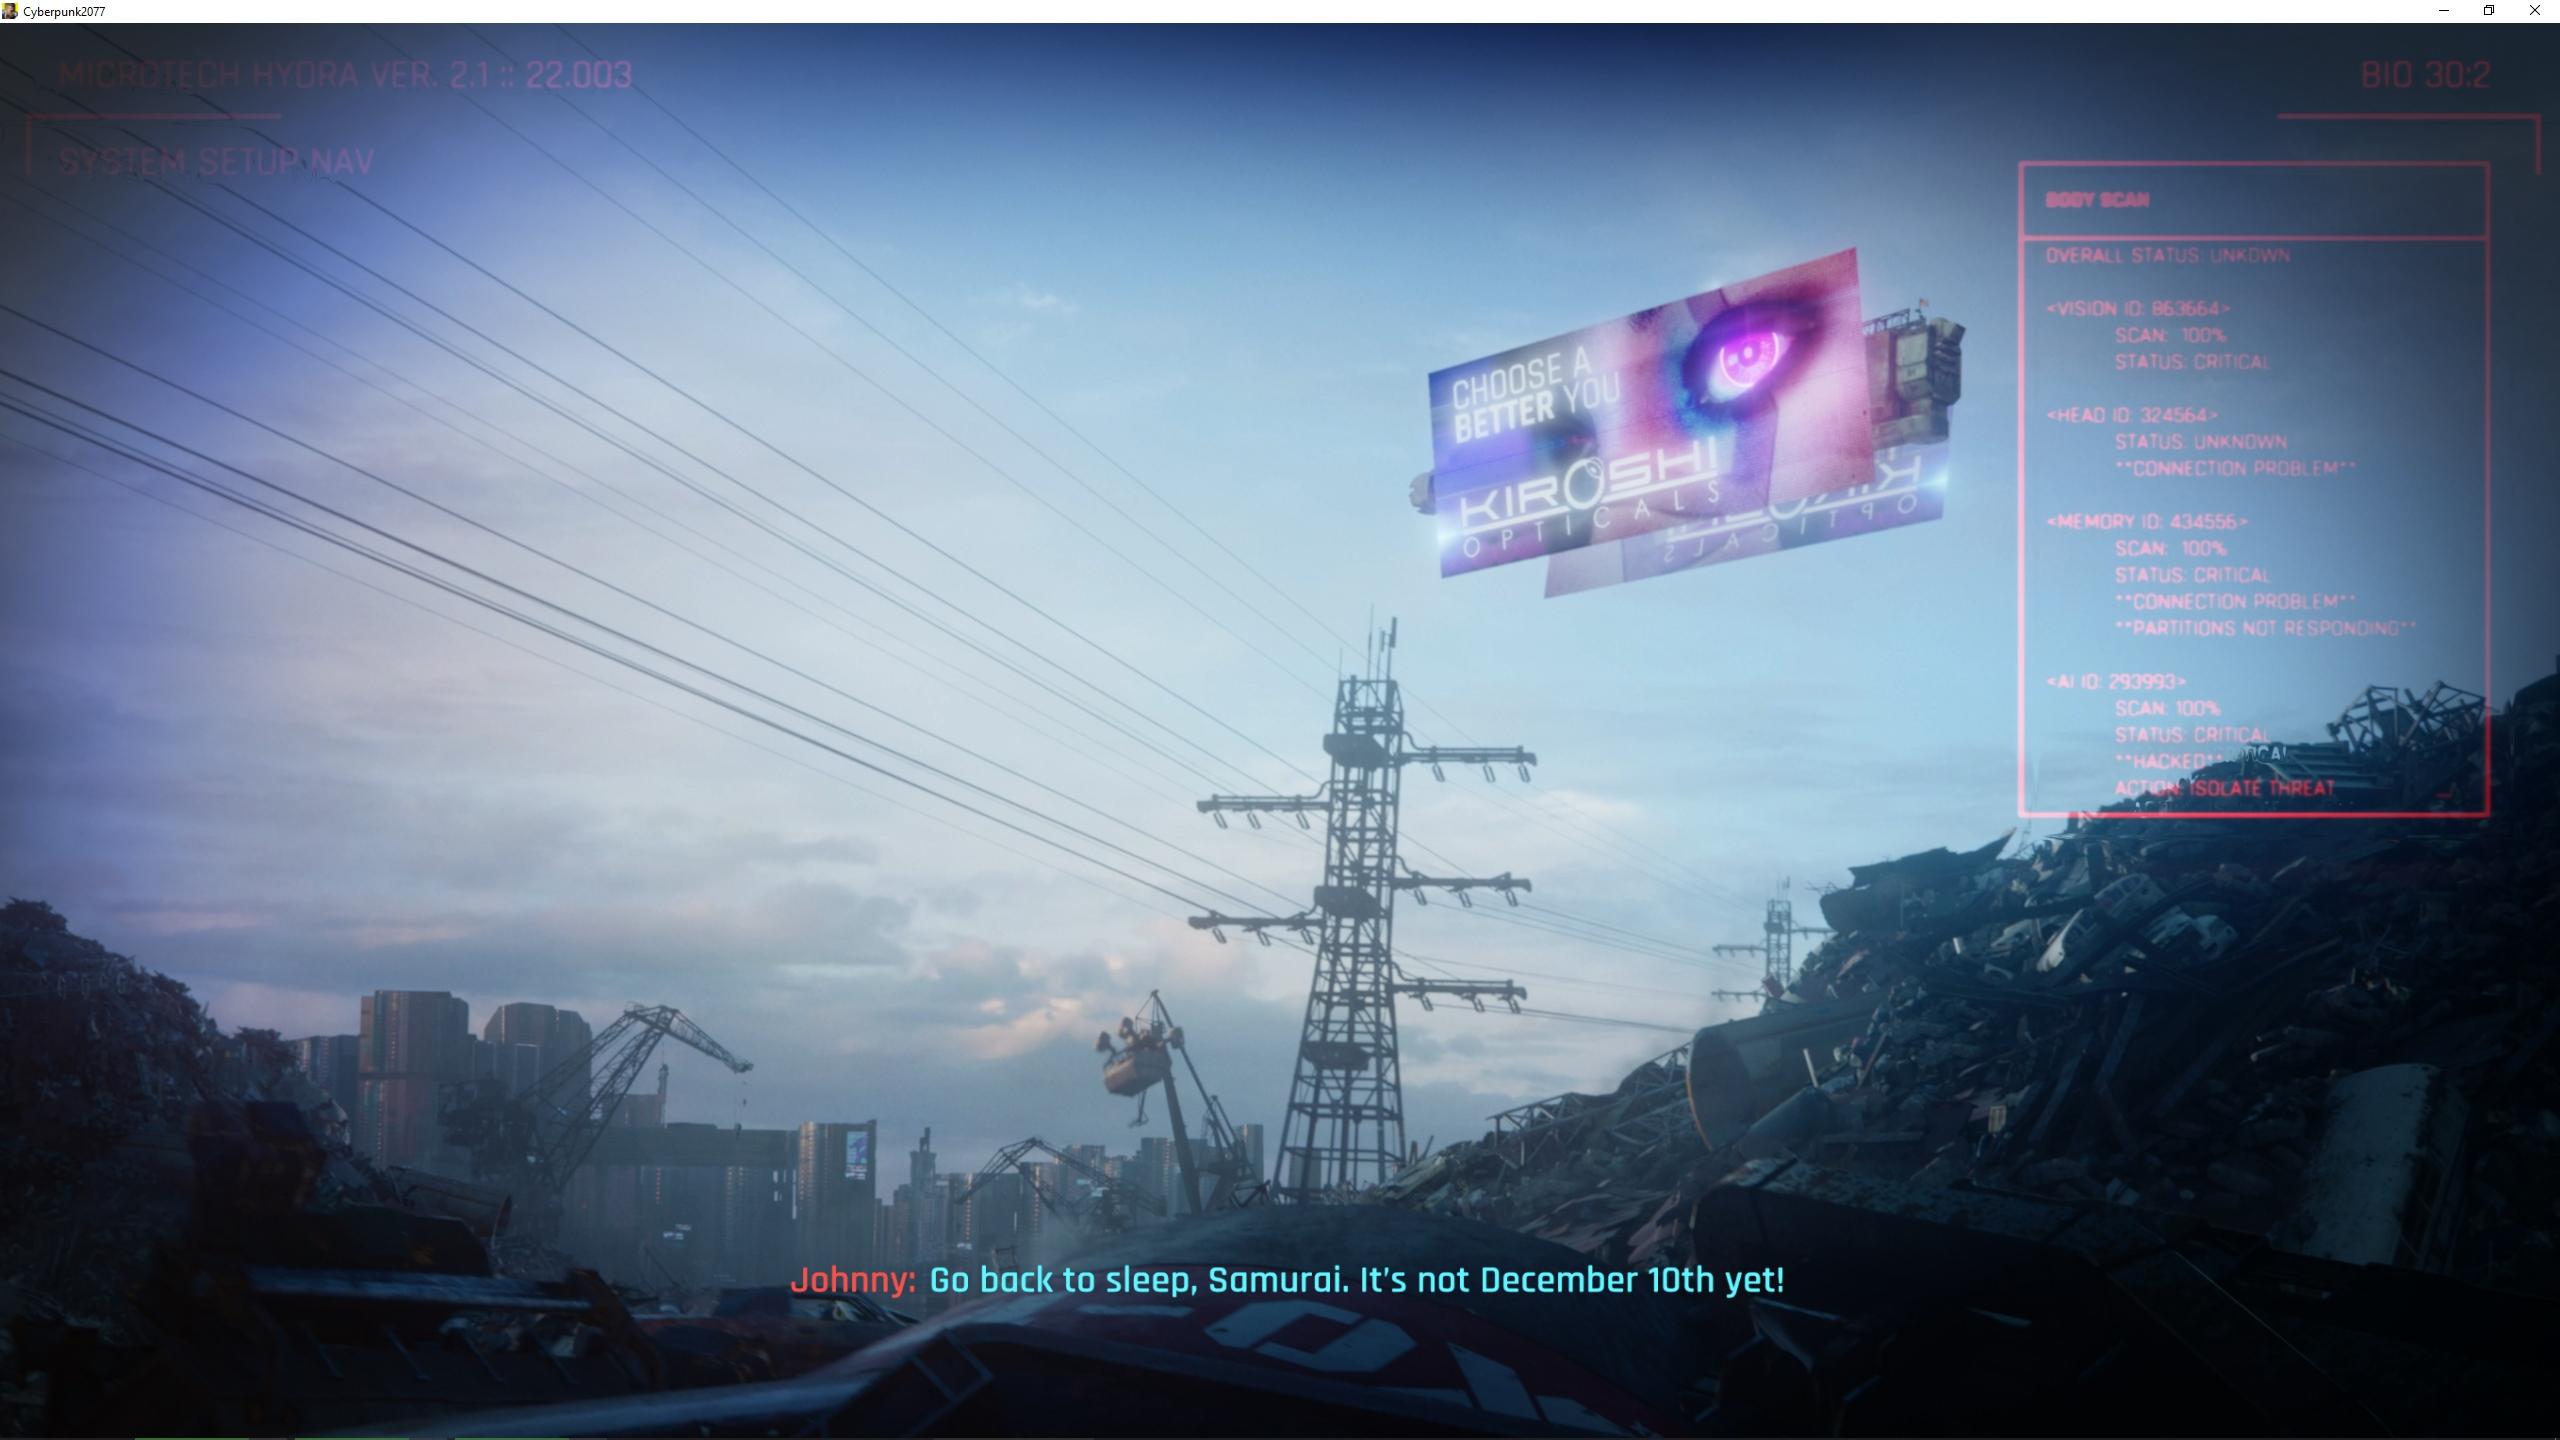 Cyberpunk2077
MICROTECH HYDRA VER. 2.1 :: 22.003
BIO 30:2
SYSTEM SETUP NAV
BODY SCAN
OVERALL STATUS: UNKOWN
<VISION ID: 863664>
SCAN: 100%
STATUS: CRITICAL
<HEAD ID: 324564>
STATUS: UNKNOWN
**CONNECTION PROBLEM**
<MEMORY ID: 434556>
SCAN: 100%
STATUS: CRITICAL
**CONNECTION PROBLEM**
**PARTITIONS NOT RESPONDING**
<AI ID: 293993>
SCAN: 100%
STATUS: CRITICAL
**HACKED**
ACTION: ISOLATE THREAT
CHOOSE A
BETTER YOU
KIROSHI
OPTICALS
Johnny: Go back to sleep, Samurai. It's not December 10th yet!